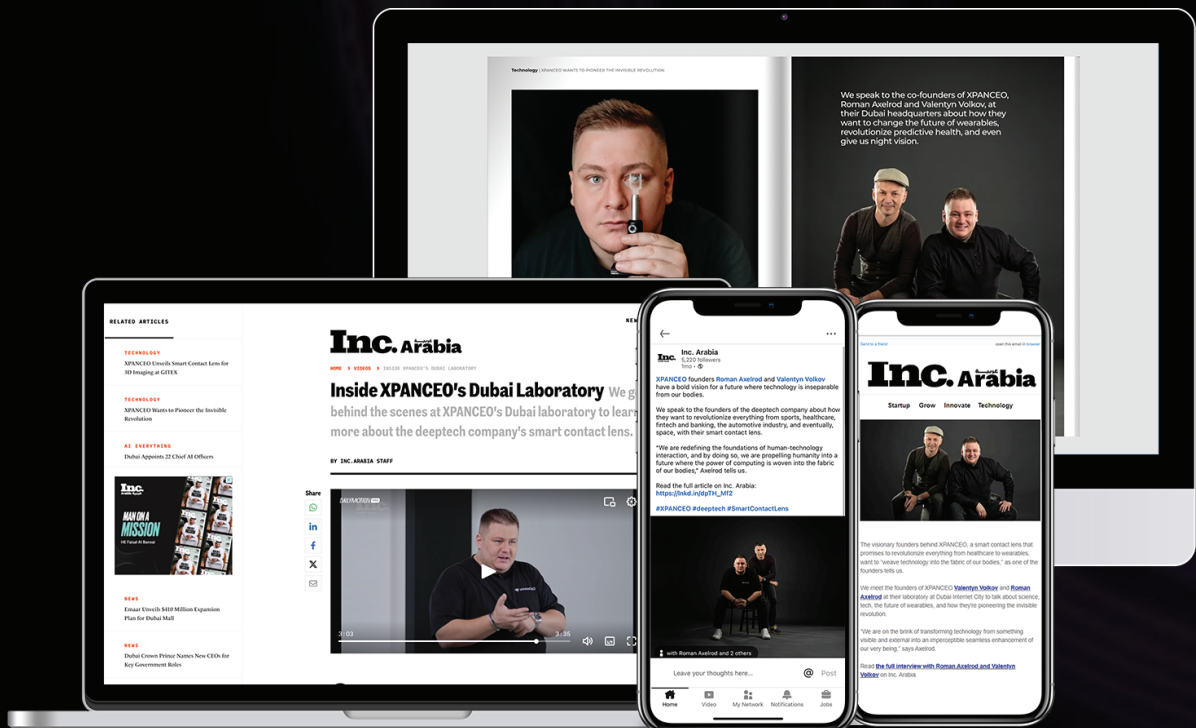 Technology | XPANCEO WANTS TO PIONEER THE INVISIBLE REVOLUTION
We speak to the co-founders of XPANCEO,
Roman Axelrod and Valentyn Volkov, at
their Dubai headquarters about how they
want to change the future of wearables,
revolutionize predictive health, and even
give us night vision.
RELATED ARTICLES
TECHNOLOGY
XPANCEO Unveils Smart Contact Lens for
3D Imaging at GITEX
TECHNOLOGY
XPANCEO Wants to Pioneer the Invisible
Revolution
AI EVERYTHING
Dubai Appoints 22 Chief AI Officers
Inc.
Arabia
MAN ON A
MISSION
HE Faisal Al Bannai
NEWS
Emaar Unveils $410 Million Expansion
Plan for Dubai Mall
NEWS
Dubai Crown Prince Names New CEOs for
Key Government Roles
NEW
Inc. Arabia
HOME > VIDEOS > INSIDE XPANCEO'S DUBAI LABORATORY
Inside XPANCEO's Dubai Laboratory We g
behind the scenes at XPANCEO's Dubai laboratory to lear
more about the deeptech company's smart contact lens.
BY INC.ARABIA STAFF
Share
DAILYMOTION PRO
3:03
3:35
Inc.
Inc. Arabia
5,220 followers
1mo
XPANCEO founders Roman Axelrod and Valentyn Volkov
have a bold vision for a future where technology is inseparable
from our bodies.
We speak to the founders of the deeptech company about how
they want to revolutionize everything from sports, healthcare,
fintech and banking, the automotive industry, and eventually,
space, with their smart contact lens.
"We are redefining the foundations of human-technology
interaction, and by doing so, we are propelling humanity into a
future where the power of computing is woven into the fabric
of our bodies," Axelrod tells us.
Read the full article on Inc. Arabia:
https://lnkd.in/dpTH_Mf2
#XPANCEO #deeptech #SmartContactLens
with Roman Axelrod and 2 others
Leave your thoughts here...
@ Post
Home Video My Network Notifications Jobs
Send to a friend
open this email in browser
Inc. Arabia
Startup Grow Innovate Technology
The visionary founders behind XPANCEO, a smart contact lens that
promises to revolutionize everything from healthcare to wearables,
want to "weave technology into the fabric of our bodies," as one of the
founders tells us.
We meet the founders of XPANCEO Valentyn Volkov and Roman
Axelrod at their laboratory at Dubai Internet City to talk about science,
tech, the future of wearables, and how they're pioneering the invisible
revolution.
"We are on the brink of transforming technology from something
visible and external into an imperceptible seamless enhancement of
our very being," says Axelrod.
Read the full interview with Roman Axelrod and Valentyn
Volkov on Inc. Arabia.